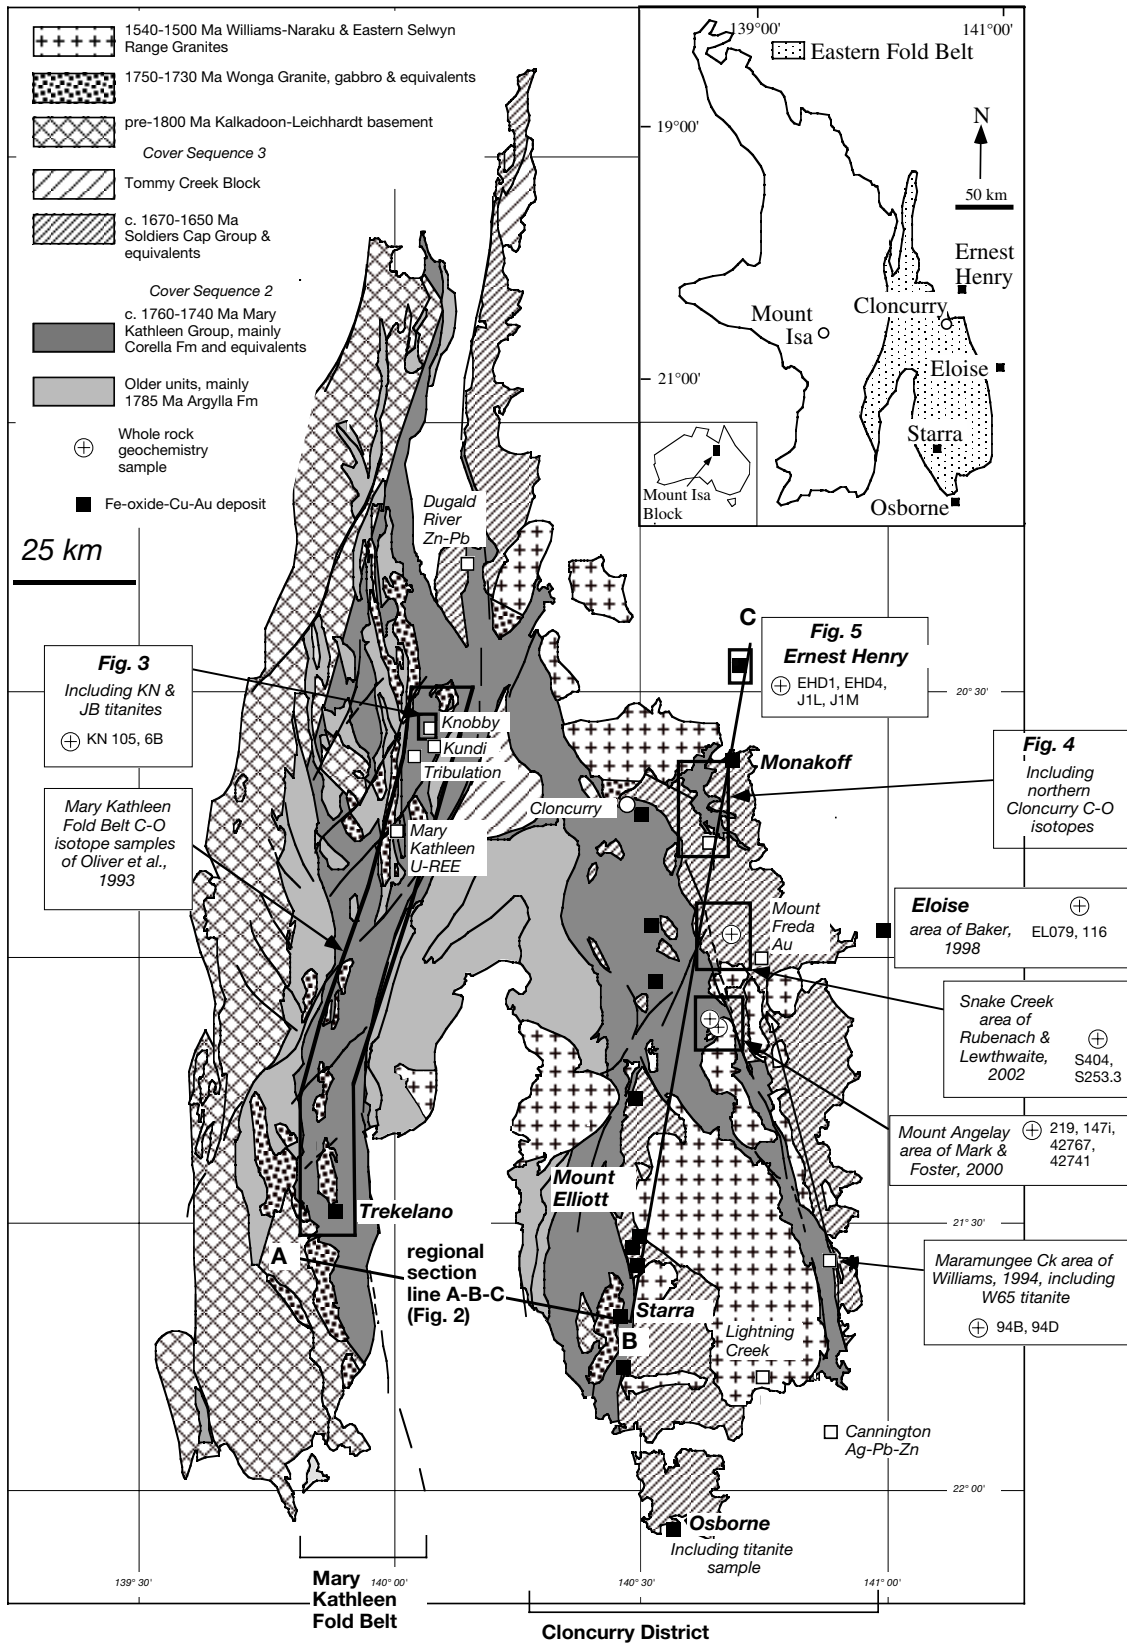 1540-1500 Ma Williams-Naraku & Eastern Selwyn
Range Granites
1750-1730 Ma Wonga Granite, gabbro & equivalents
pre-1800 Ma Kalkadoon-Leichhardt basement
Cover Sequence 3
Tommy Creek Block
c. 1670-1650 Ma
Soldiers Cap Group &
equivalents
Cover Sequence 2
c. 1760-1740 Ma Mary
Kathleen Group, mainly
Corella Fm and equivalents
Older units, mainly
1785 Ma Argylla Fm
Whole rock
geochemistry
sample
Fe-oxide-Cu-Au deposit
25 km
139°00'
141°00'
Eastern Fold Belt
19°00'
N
50 km
Ernest
Henry
Cloncurry
Mount
Isa
Eloise
21°00'
Starra
Mount Isa
Block
Osborne
Dugald
River
Zn-Pb
C
Fig. 5
Ernest Henry
EHD1, EHD4,
J1L, J1M
20° 30'
Fig. 3
Including KN &
JB titanites
KN 105, 6B
Knobby
Kundi
Tribulation
Monakoff
Fig. 4
Including
northern
Cloncurry C-O
isotopes
Cloncurry
Mary Kathleen
Fold Belt C-O
isotope samples
of Oliver et al.,
1993
Mary
Kathleen
U-REE
Mount
Freda
Au
Eloise
area of Baker,
1998
EL079, 116
Snake Creek
area of
Rubenach &
Lewthwaite,
2002
S404,
S253.3
Mount Angelay
area of Mark &
Foster, 2000
219, 147i,
42767,
42741
Mount
Elliott
Trekelano
21° 30'
A
regional
section
line A-B-C
(Fig. 2)
Maramungee Ck area of
Williams, 1994, including
W65 titanite
94B, 94D
Starra
B
Lightning
Creek
Cannington
Ag-Pb-Zn
22° 00'
Osborne
Including titanite
sample
139° 30'
140° 00'
140° 30'
141° 00'
Mary
Kathleen
Fold Belt
Cloncurry District